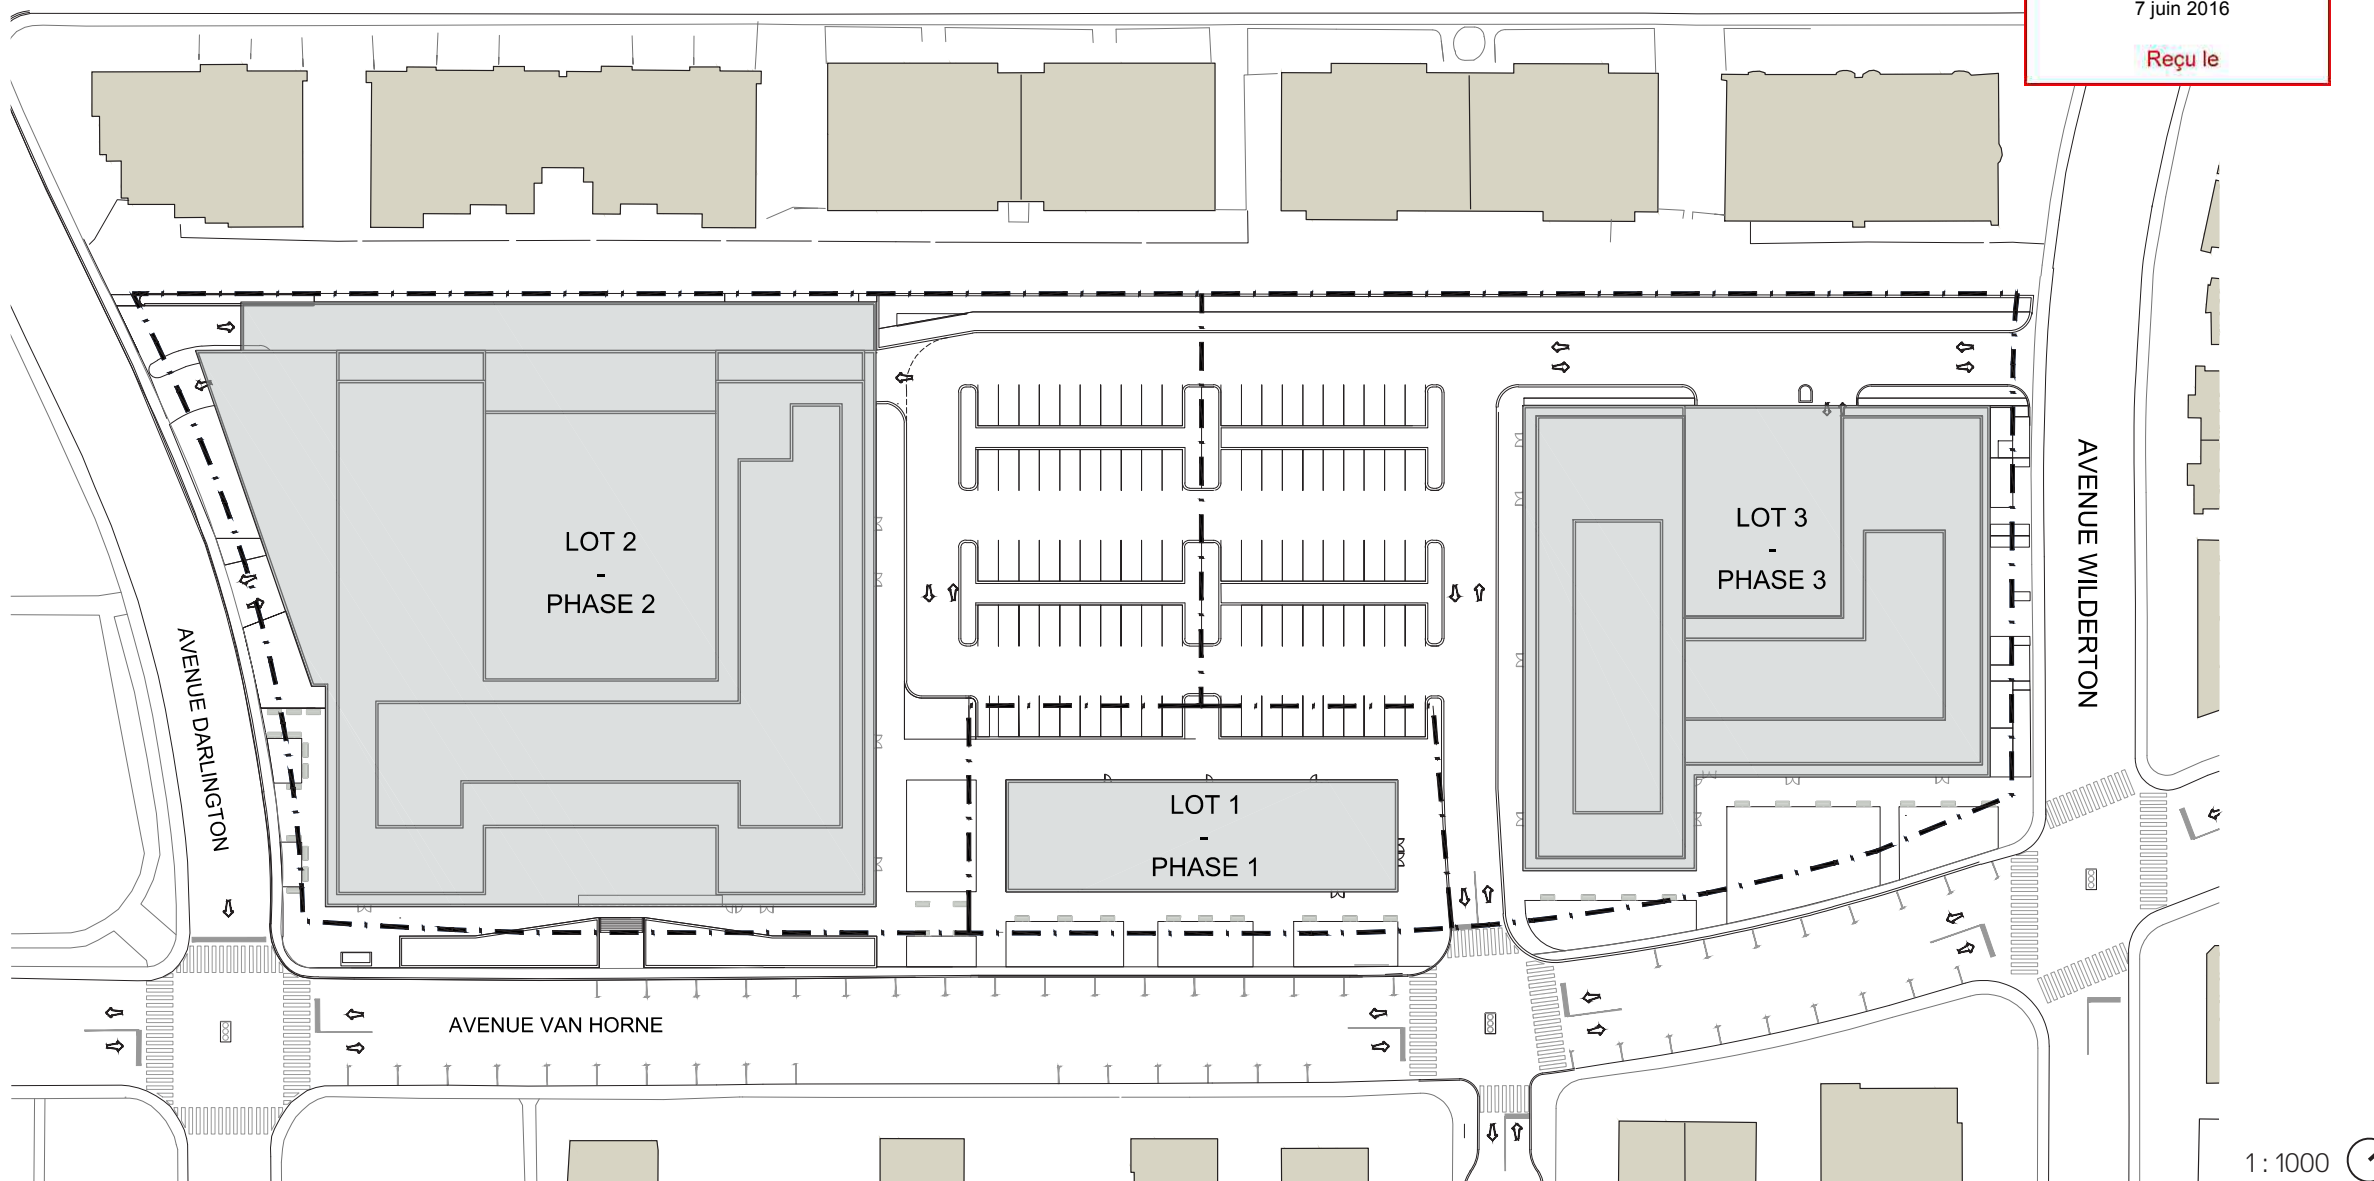 7 juin 2016
Reçu le
LOT 2
-
PHASE 2
LOT 3
-
PHASE 3
LOT 1
-
PHASE 1
AVENUE DARLINGTON
AVENUE WILDERTON
AVENUE VAN HORNE
1 : 1000